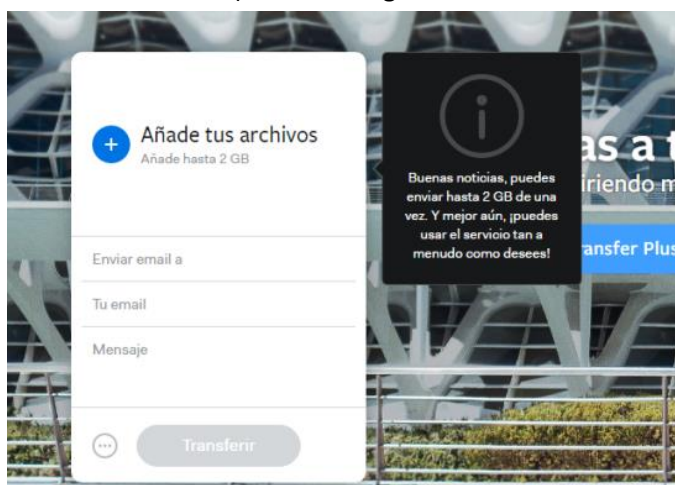 Añade tus archivos
Añade hasta 2 GB
Enviar email a
Tu email
Mensaje
Transferir
Buenas noticias, puedes
enviar hasta 2 GB de una
vez. Y mejor aún, ¡puedes
usar el servicio tan a
menudo como desees!
as a t
iriendo m
ansfer Plus